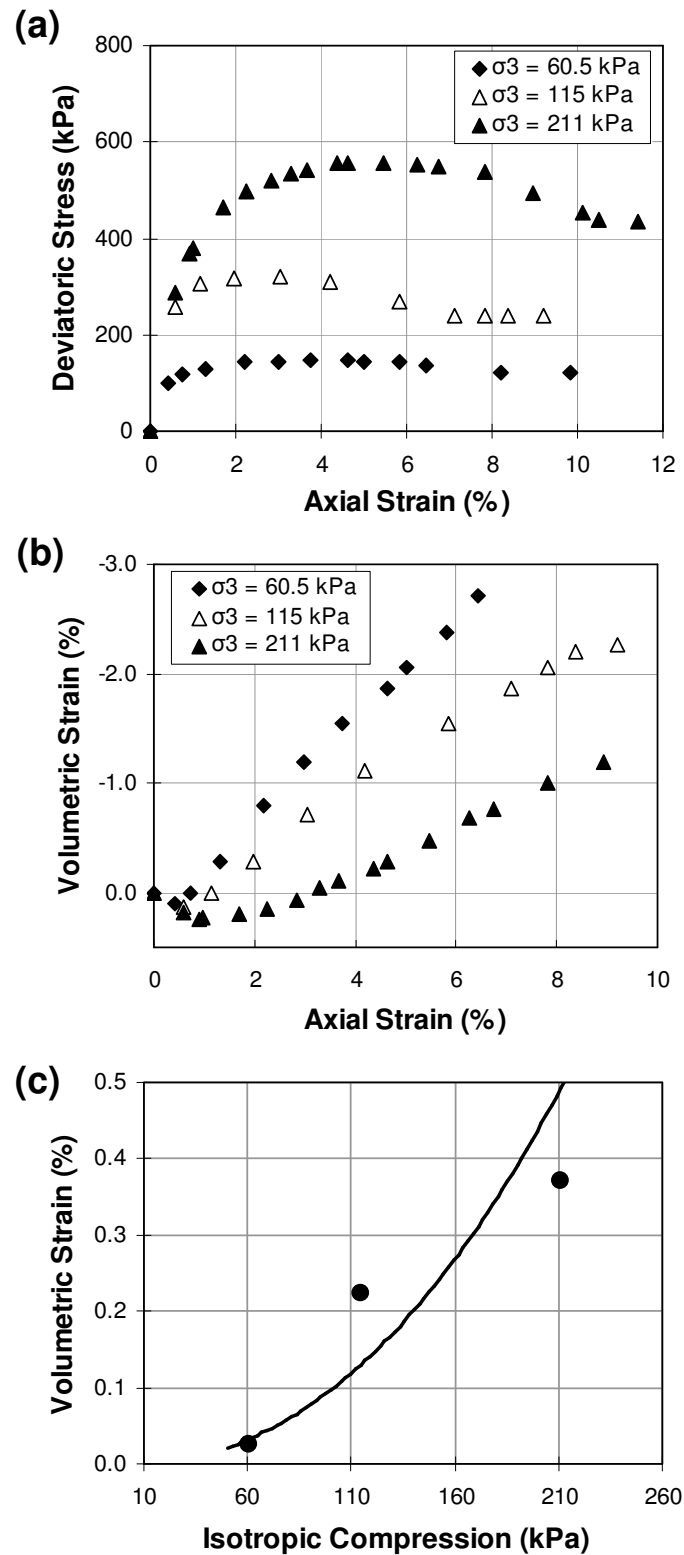 (a)
800
600
400
200
0
Deviatoric Stress (kPa)
σ3 = 60.5 kPa
σ3 = 115 kPa
σ3 = 211 kPa
0 2 4 6 8 10 12
Axial Strain (%)
(b)
-3.0
-2.0
-1.0
0.0
Volumetric Strain (%)
σ3 = 60.5 kPa
σ3 = 115 kPa
σ3 = 211 kPa
0 2 4 6 8 10
Axial Strain (%)
(c)
0.5
0.4
0.3
0.2
0.1
0.0
Volumetric Strain (%)
10 60 110 160 210 260
Isotropic Compression (kPa)